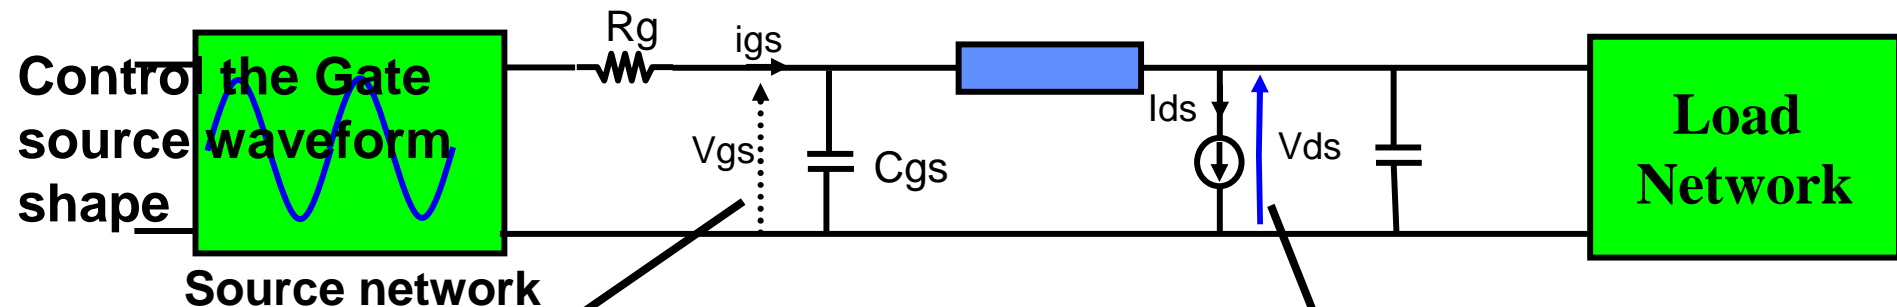 Control the Gate
source waveform
shape
Source network
Rg
igs
Vgs
Cgs
Ids
Vds
Load
Network